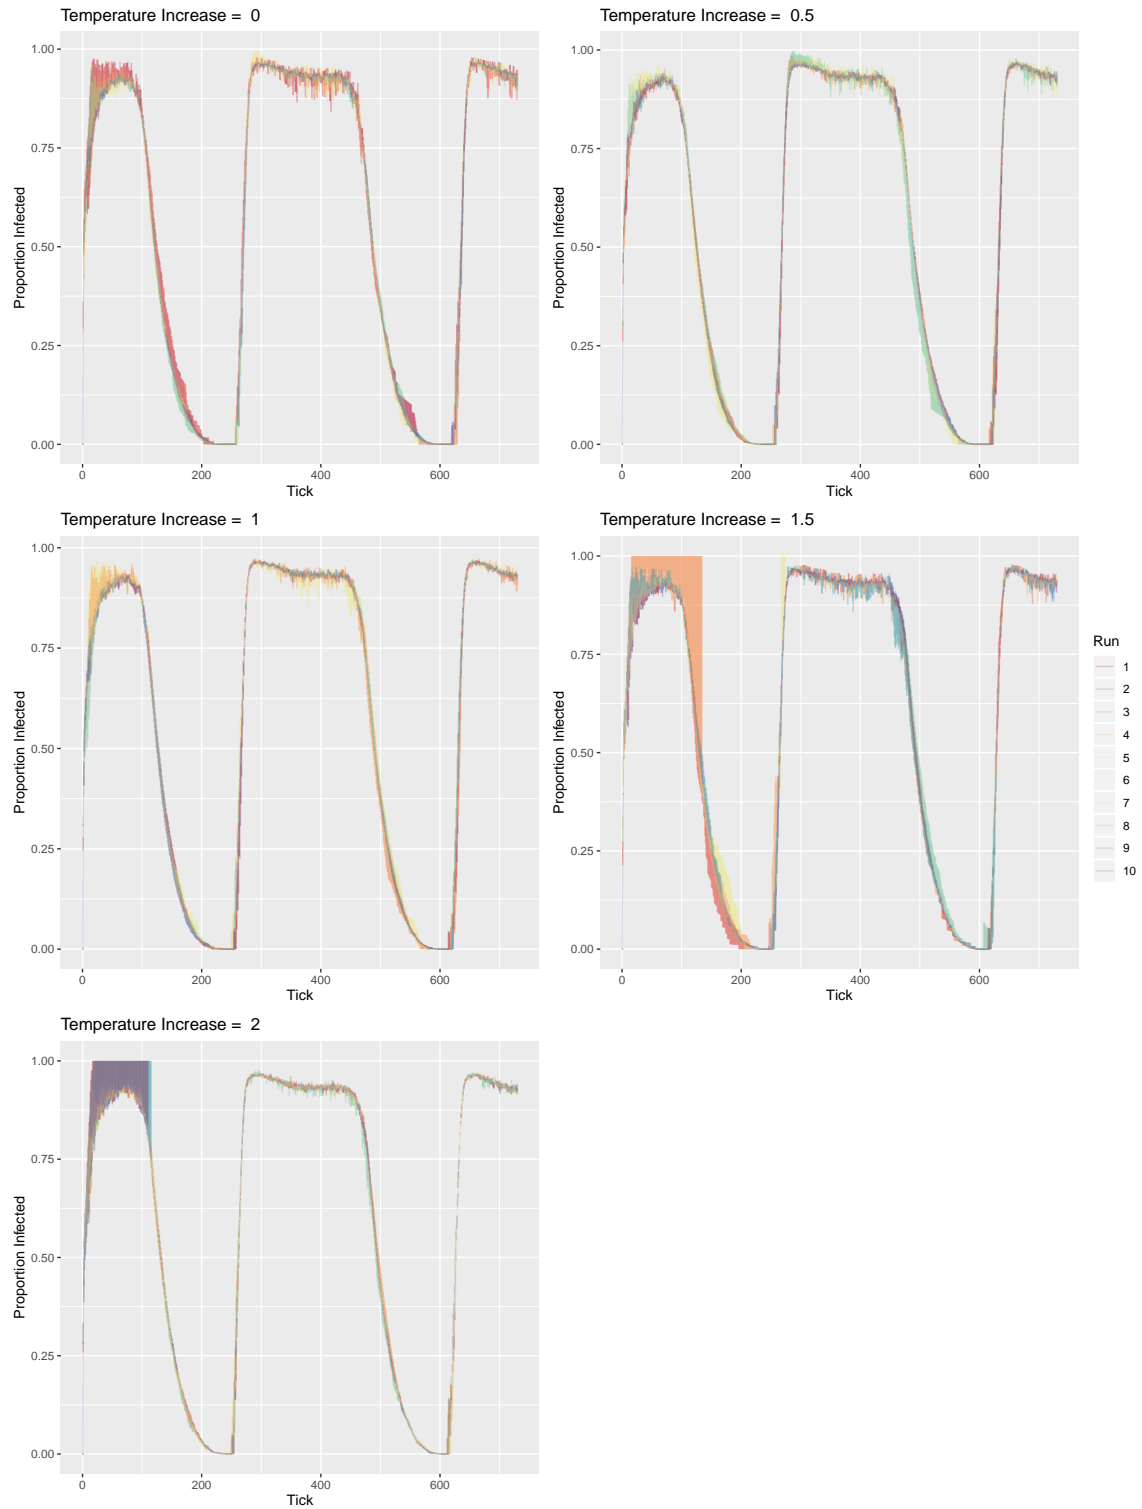 Temperature Increase = 0
1.00
0.75
0.50
0.25
0.00
Proportion Infected
0 200 400 600
Tick
Temperature Increase = 0.5
1.00
0.75
0.50
0.25
0.00
Proportion Infected
0 200 400 600
Tick
Temperature Increase = 1
1.00
0.75
0.50
0.25
0.00
Proportion Infected
0 200 400 600
Tick
Temperature Increase = 1.5
1.00
0.75
0.50
0.25
0.00
Proportion Infected
0 200 400 600
Tick
Run
1
2
3
4
5
6
7
8
9
10
Temperature Increase = 2
1.00
0.75
0.50
0.25
0.00
Proportion Infected
0 200 400 600
Tick